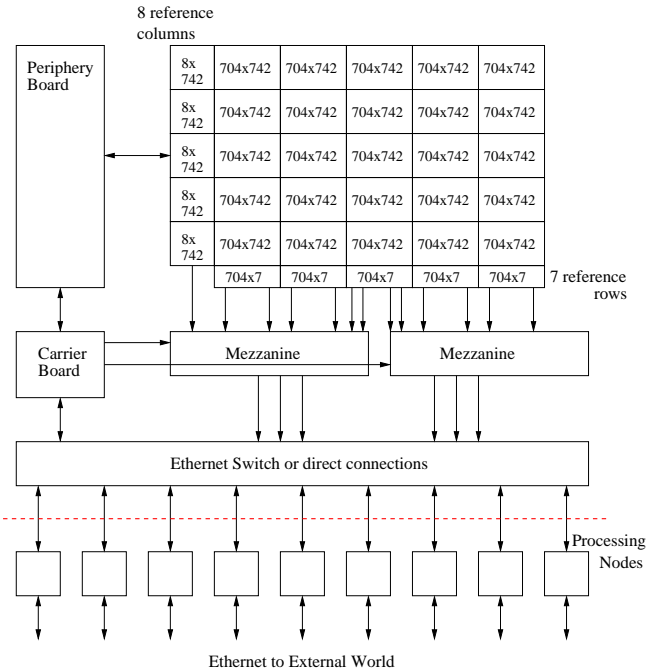 8 reference
columns
Periphery
Board
8x
742
704x742 704x742 704x742 704x742 704x742
8x
742
704x742 704x742 704x742 704x742 704x742
8x
742
704x742 704x742 704x742 704x742 704x742
8x
742
704x742 704x742 704x742 704x742 704x742
8x
742
704x742 704x742 704x742 704x742 704x742
704x7 704x7 704x7 704x7 704x7
7 reference
rows
Carrier
Board
Mezzanine
Mezzanine
Ethernet Switch or direct connections
Processing
Nodes
Ethernet to External World